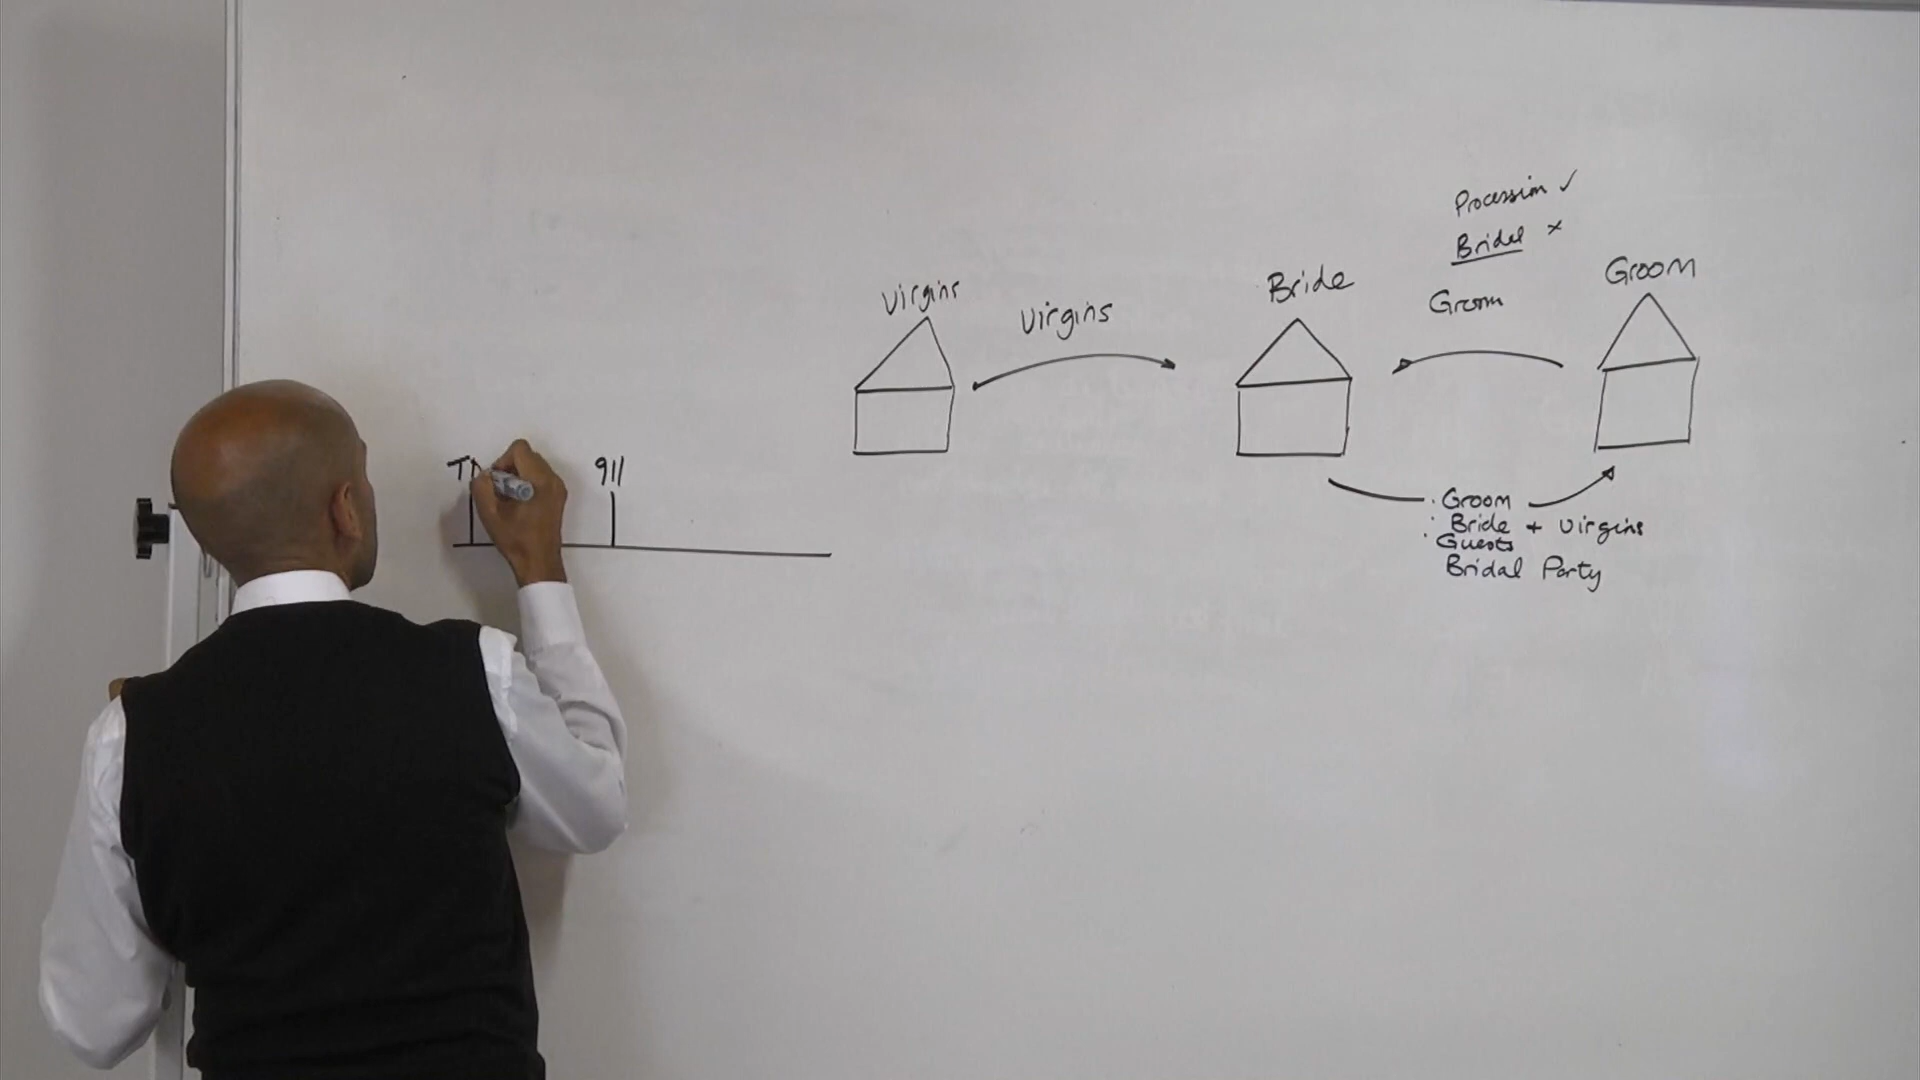 Procession ✓
Bridal ×
Virgins
Virgins
Bride
Groom
Groom
911
· Groom
· Bride + Virgins
· Guests
Bridal Party